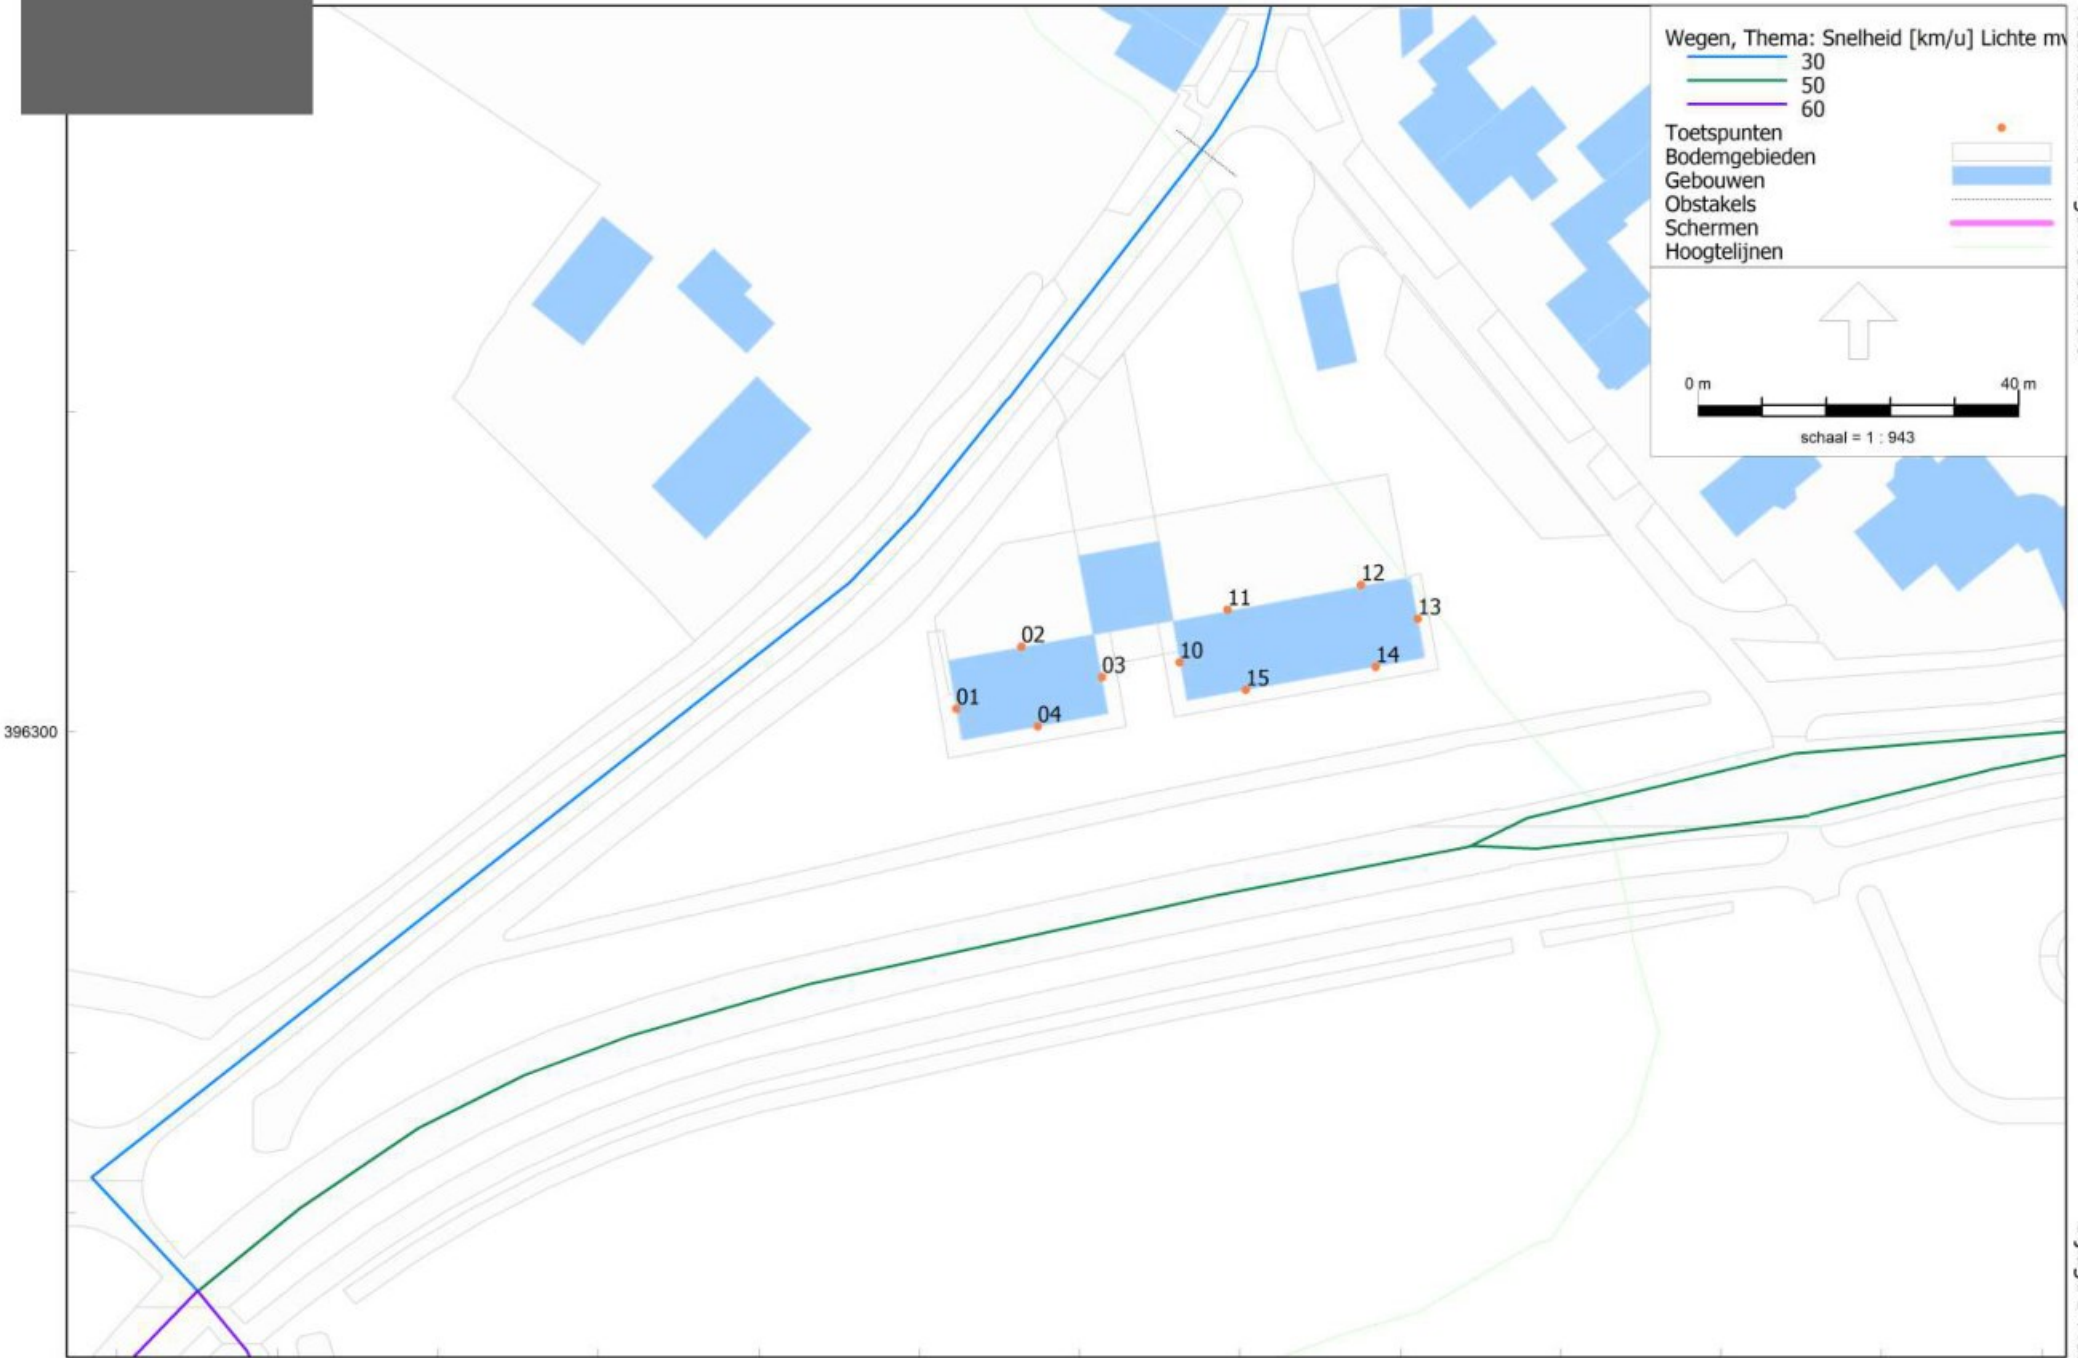 Wegen, Thema: Snelheid [km/u] Lichte mv
30
50
60
Toetspunten
Bodemgebieden
Gebouwen
Obstakels
Schermen
Hoogtelijnen
0 m 40 m
schaal = 1 : 943
12
11
13
02
10
14
03
15
01
04
396300